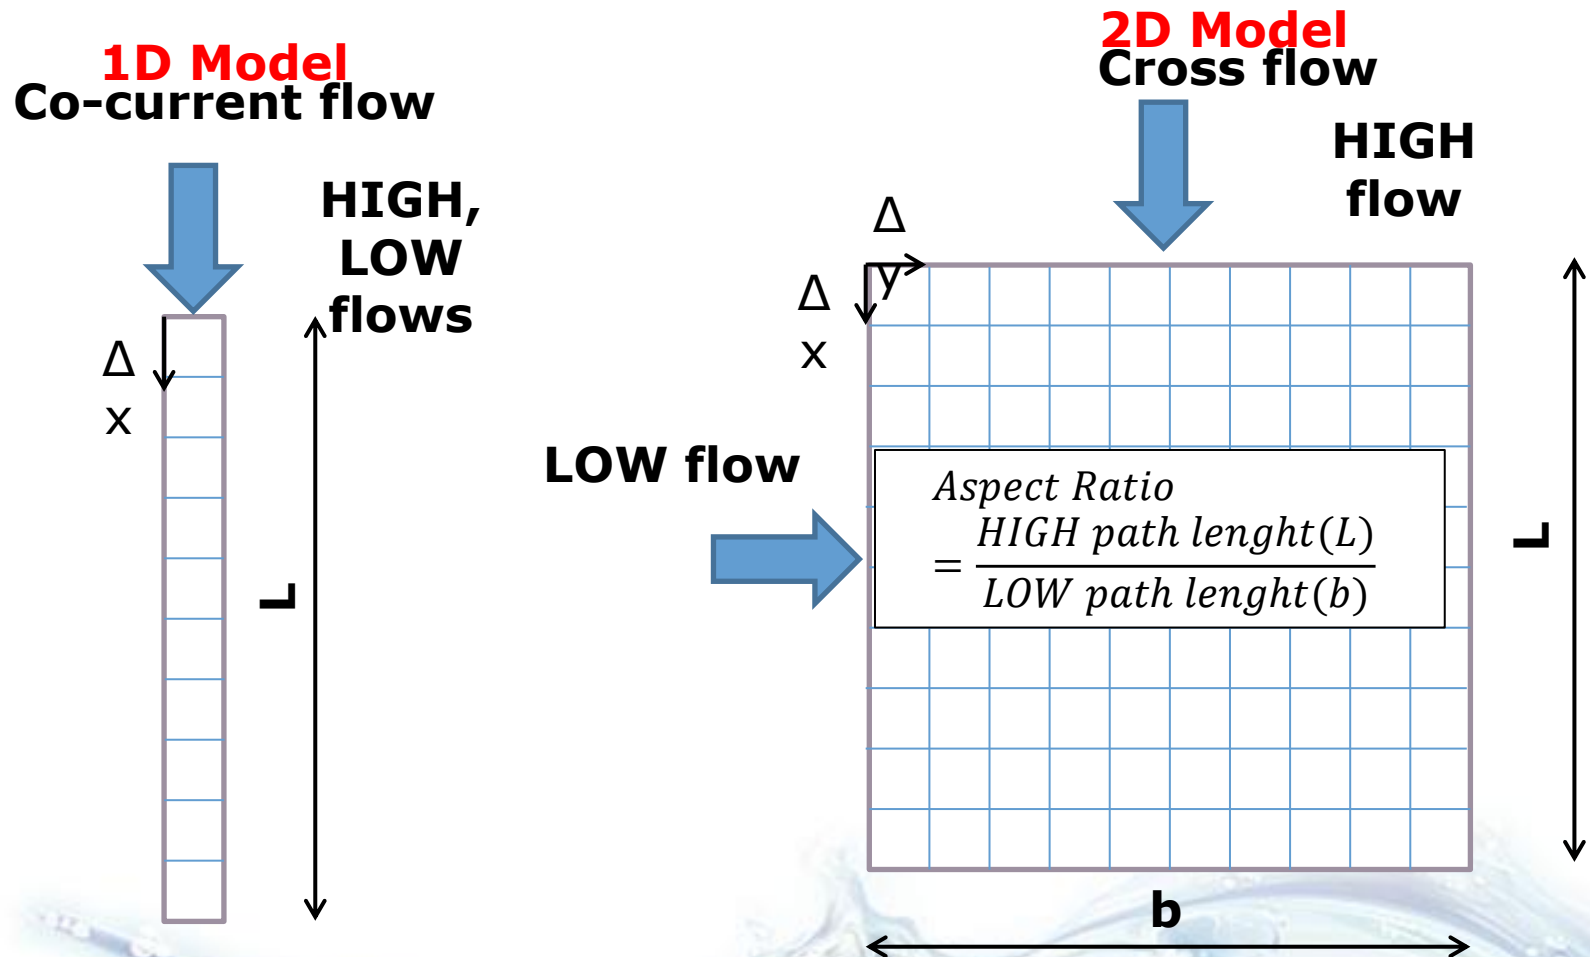 1D Model
Co-current flow
HIGH,
LOW
flows
Δ
x
L
2D Model
Cross flow
HIGH
flow
Δ
y
Δ
x
LOW flow
Aspect Ratio
= HIGH path lenght(L)
LOW path lenght(b)
L
b